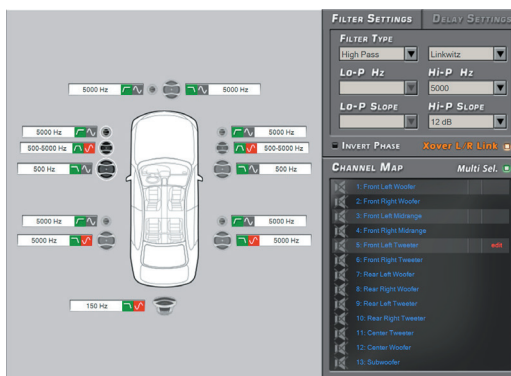 FILTER SETTINGS DELAY SETTINGS
FILTER TYPE
High Pass Linkwitz
LO-P HZ HI-P HZ
5000
LO-P SLOPE HI-P SLOPE
12 dB
INVERT PHASE Xover L/R Link
CHANNEL MAP Multi Sel.
1: Front Left Woofer
2: Front Right Woofer
3: Front Left Midrange
4: Front Right Midrange
5: Front Left Tweeter edit
6: Front Right Tweeter
7: Rear Left Woofer
8: Rear Right Woofer
9: Rear Left Tweeter
10: Rear Right Tweeter
11: Center Tweeter
12: Center Woofer
13: Subwoofer
5000 Hz 5000 Hz
5000 Hz 5000 Hz
500-5000 Hz 500-5000 Hz
500 Hz 500 Hz
5000 Hz 5000 Hz
5000 Hz 5000 Hz
150 Hz